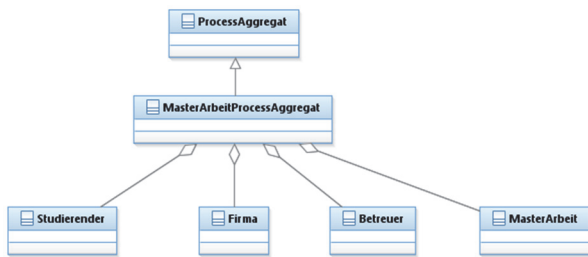 ProcessAggregat
MasterArbeitProcessAggregat
Studierender
Firma
Betreuer
MasterArbeit